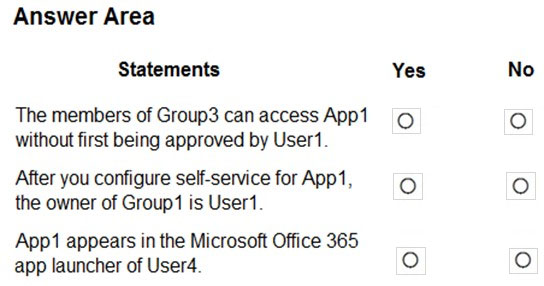 Answer Area
Statements Yes No
The members of Group3 can access App1
without first being approved by User1.
After you configure self-service for App1,
the owner of Group1 is User1.
App1 appears in the Microsoft Office 365
app launcher of User4.